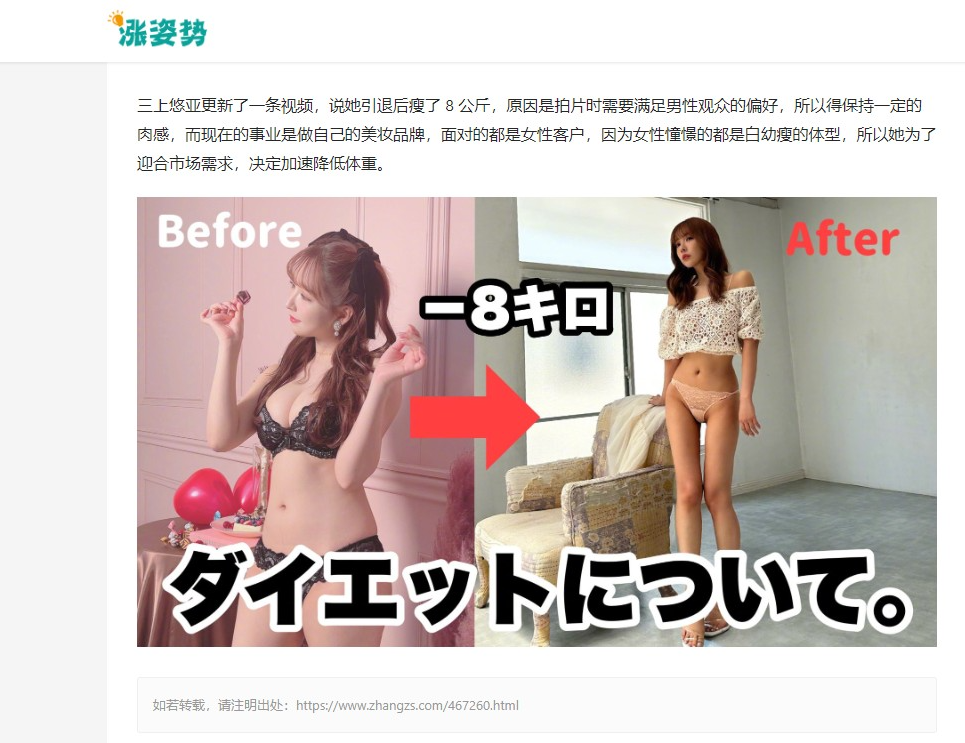 涨姿势
三上悠亚更新了一条视频，说她引退后瘦了 8 公斤，原因是拍片时需要满足男性观众的偏好，所以得保持一定的
肉感，而现在的事业是做自己的美妆品牌，面对的都是女性客户，因为女性憧憬的都是白幼瘦的体型，所以她为了
迎合市场需求，决定加速降低体重。
Before
After
-8キロ
ダイエットについて。
如若转载，请注明出处：https://www.zhangzs.com/467260.html